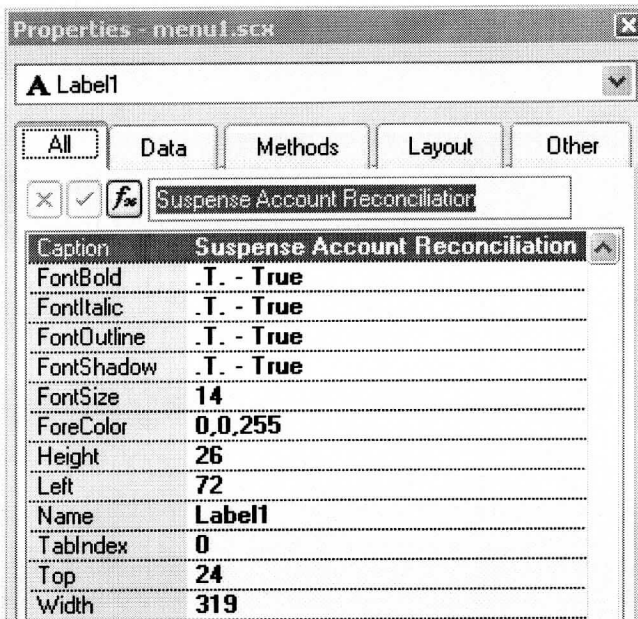 Properties - menu1.scx
A Label1
All Data Methods Layout Other
fx Suspense Account Reconciliation
Caption Suspense Account Reconciliation
FontBold .T. - True
FontItalic .T. - True
FontOutline .T. - True
FontShadow .T. - True
FontSize 14
ForeColor 0,0,255
Height 26
Left 72
Name Label1
TabIndex 0
Top 24
Width 319